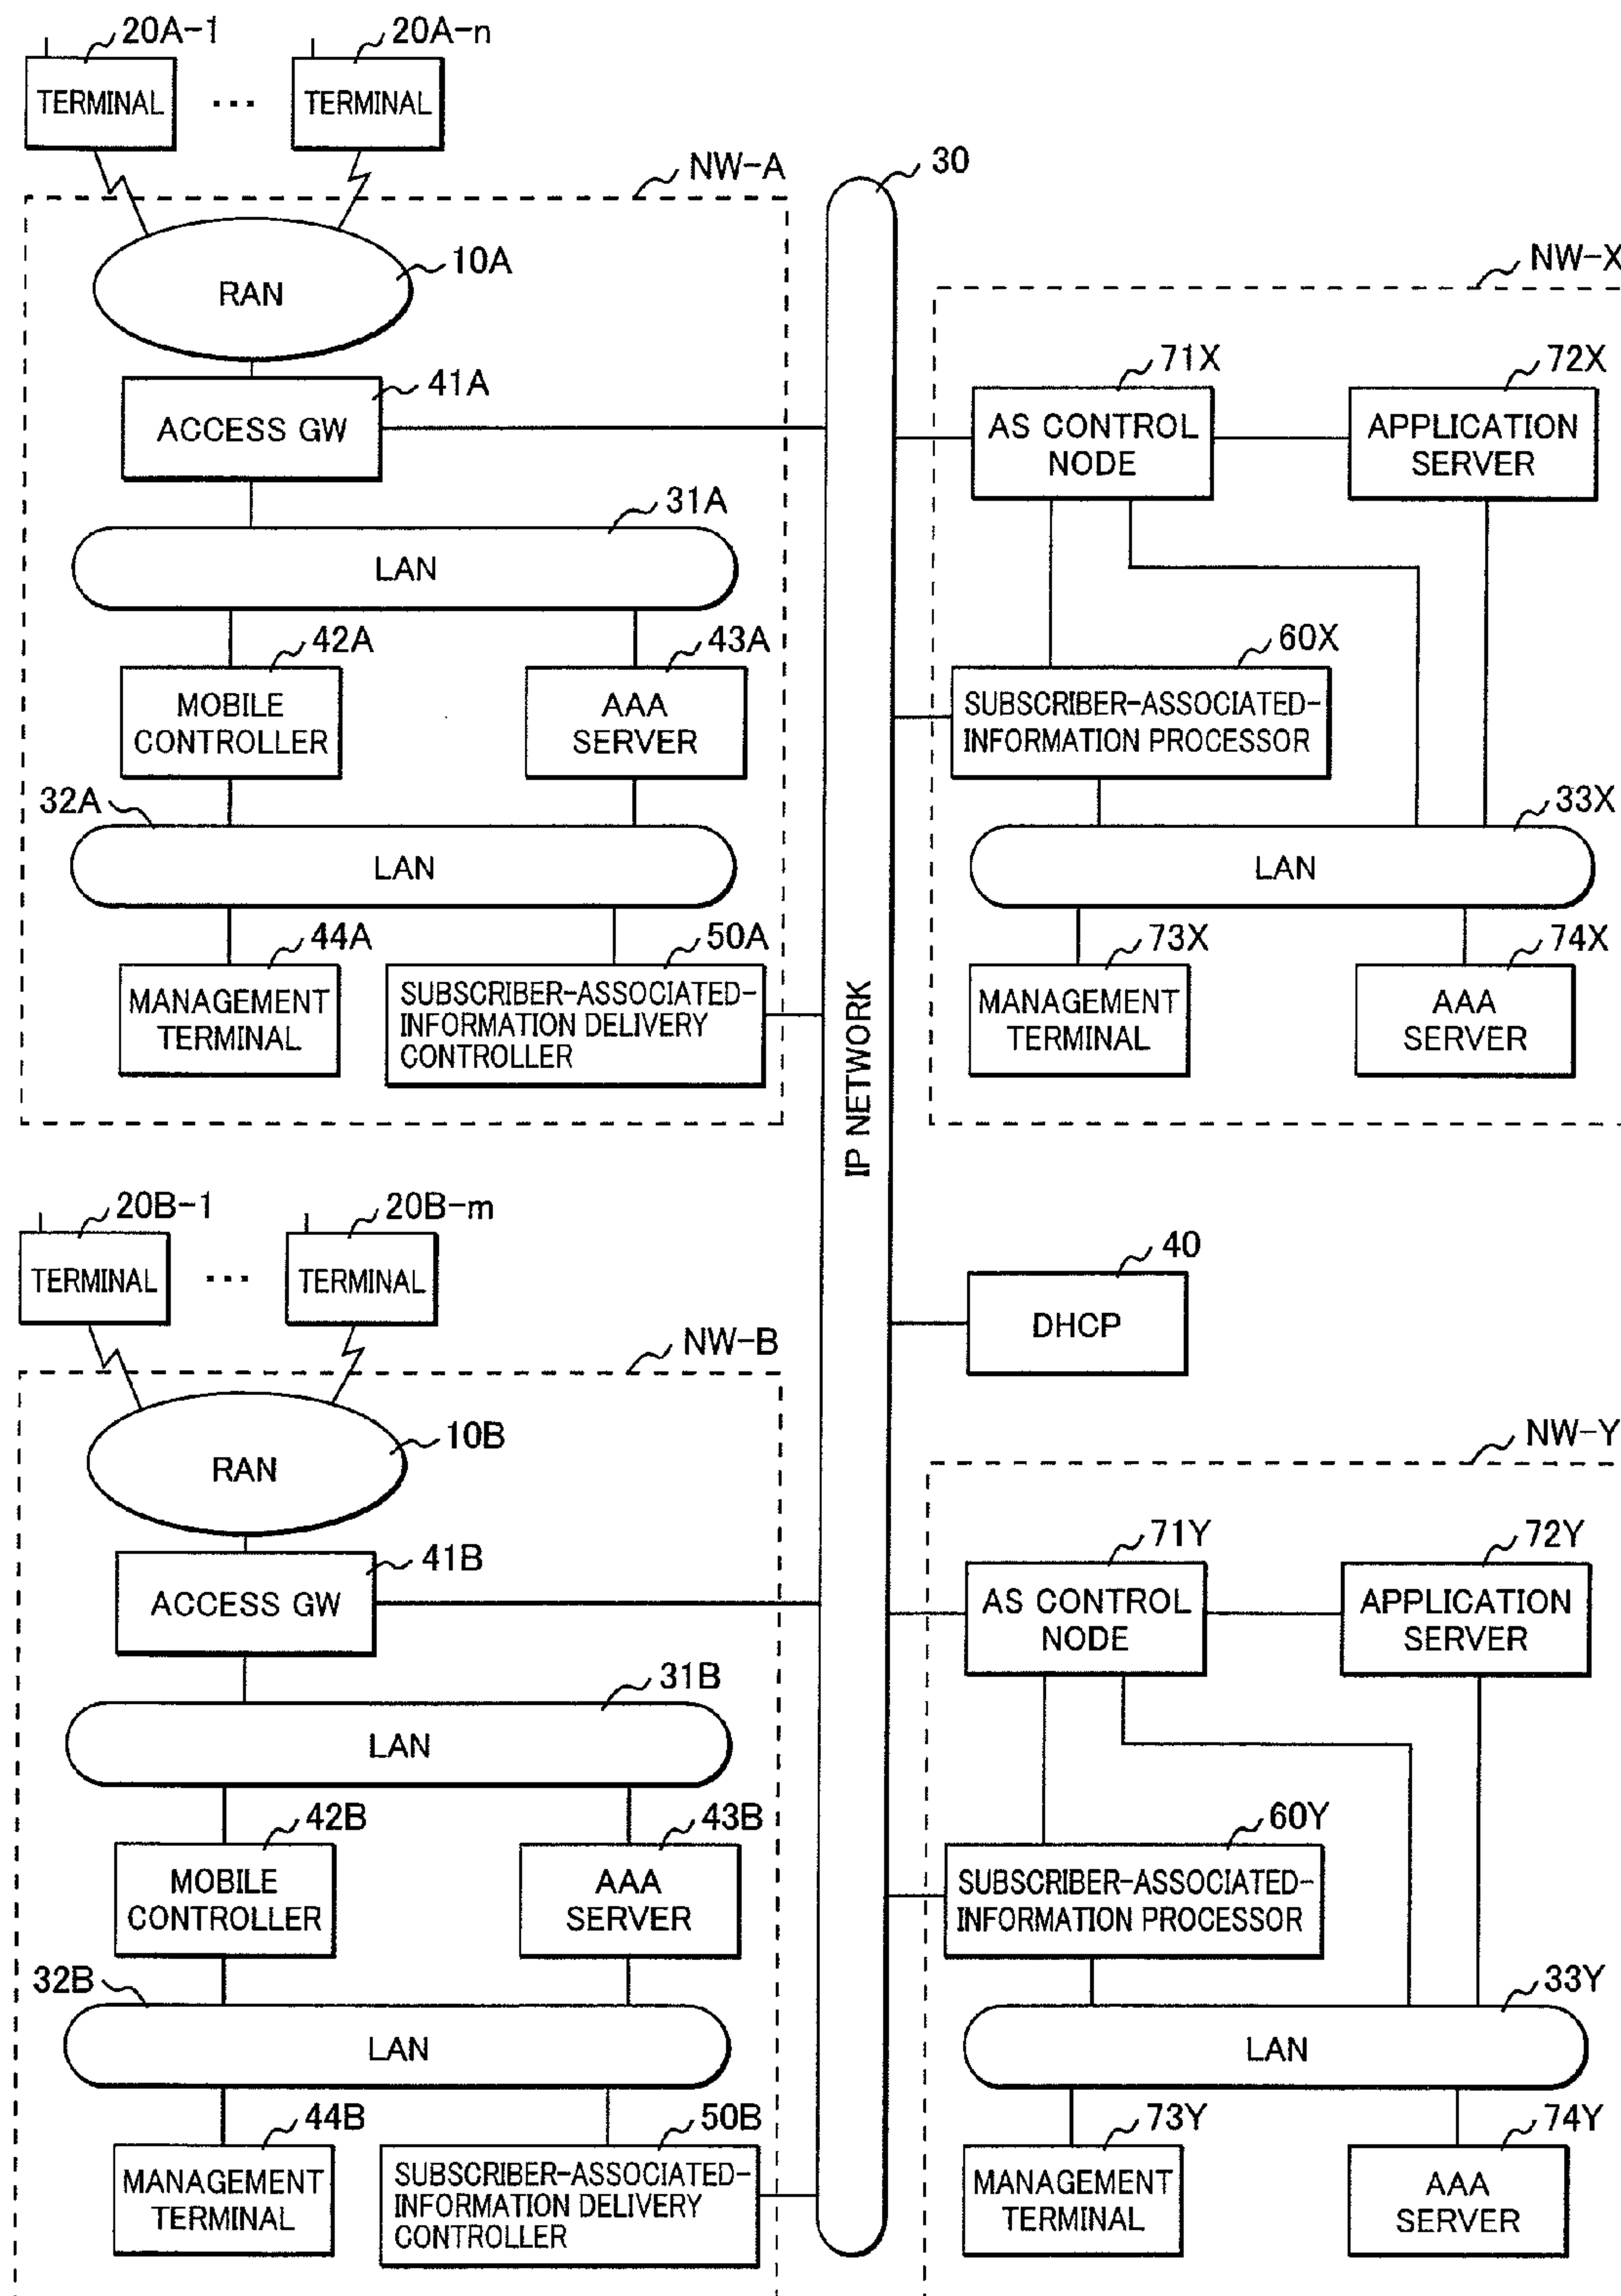 20A-1
20A-n
TERMINAL
...
TERMINAL
NW-A
RAN
10A
ACCESS GW
41A
31A
LAN
42A
43A
MOBILE
CONTROLLER
AAA
SERVER
32A
LAN
44A
50A
MANAGEMENT
TERMINAL
SUBSCRIBER-ASSOCIATED-
INFORMATION DELIVERY
CONTROLLER
30
IP NETWORK
NW-X
71X
72X
AS CONTROL
NODE
APPLICATION
SERVER
60X
SUBSCRIBER-ASSOCIATED-
INFORMATION PROCESSOR
33X
LAN
73X
74X
MANAGEMENT
TERMINAL
AAA
SERVER
20B-1
20B-m
TERMINAL
...
TERMINAL
NW-B
RAN
10B
ACCESS GW
41B
31B
LAN
42B
43B
MOBILE
CONTROLLER
AAA
SERVER
32B
LAN
44B
50B
MANAGEMENT
TERMINAL
SUBSCRIBER-ASSOCIATED-
INFORMATION DELIVERY
CONTROLLER
40
DHCP
NW-Y
71Y
72Y
AS CONTROL
NODE
APPLICATION
SERVER
60Y
SUBSCRIBER-ASSOCIATED-
INFORMATION PROCESSOR
33Y
LAN
73Y
74Y
MANAGEMENT
TERMINAL
AAA
SERVER